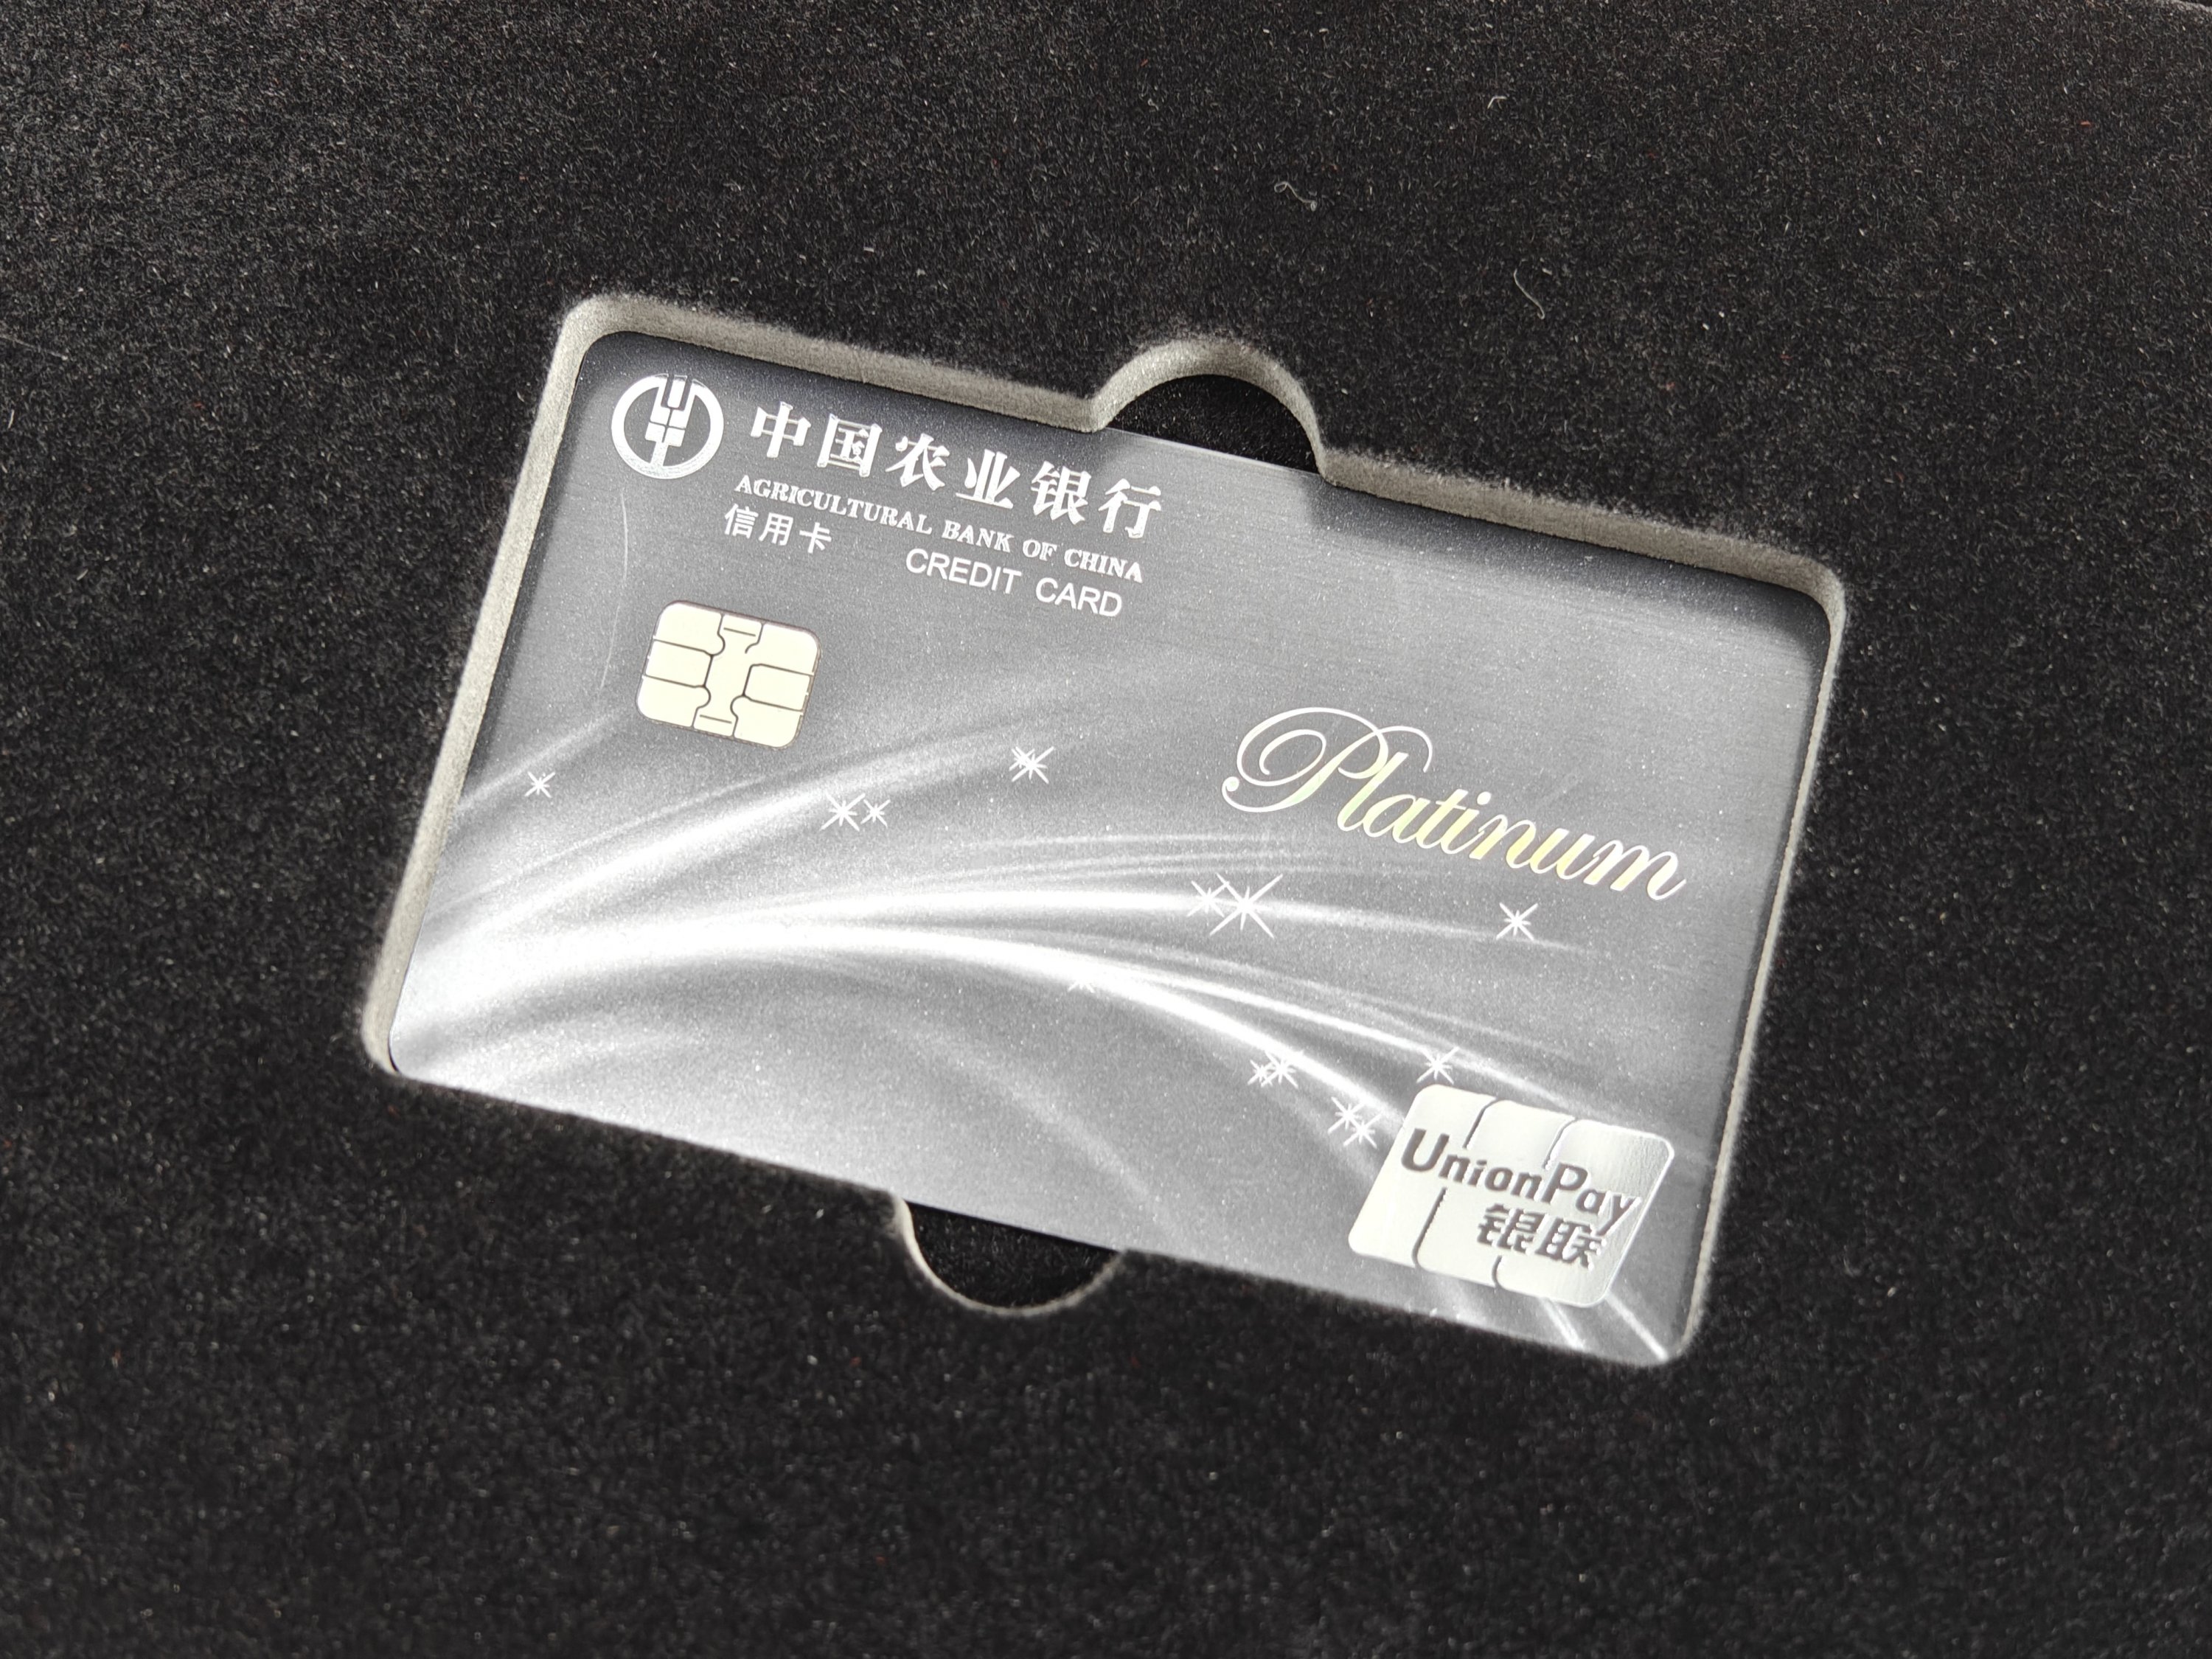 中国农业银行
AGRICULTURAL BANK OF CHINA
信用卡 CREDIT CARD
Platinum
UnionPay
银联